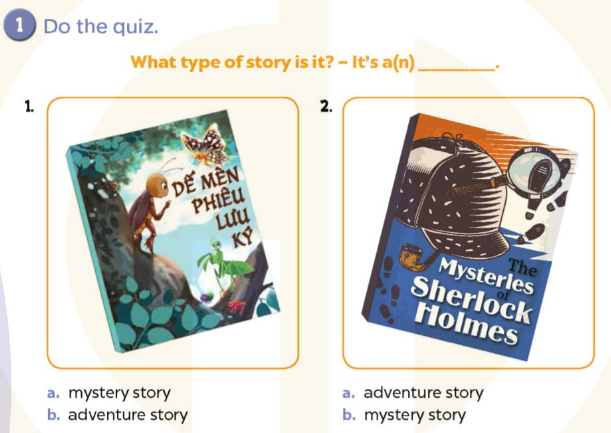 1 Do the quiz.
What type of story is it? – It's a(n) ________.
1.
DẾ MÈN
PHIÊU
LƯU
KÝ
a. mystery story
b. adventure story
2.
The
Mysteries
of
Sherlock
Holmes
a. adventure story
b. mystery story